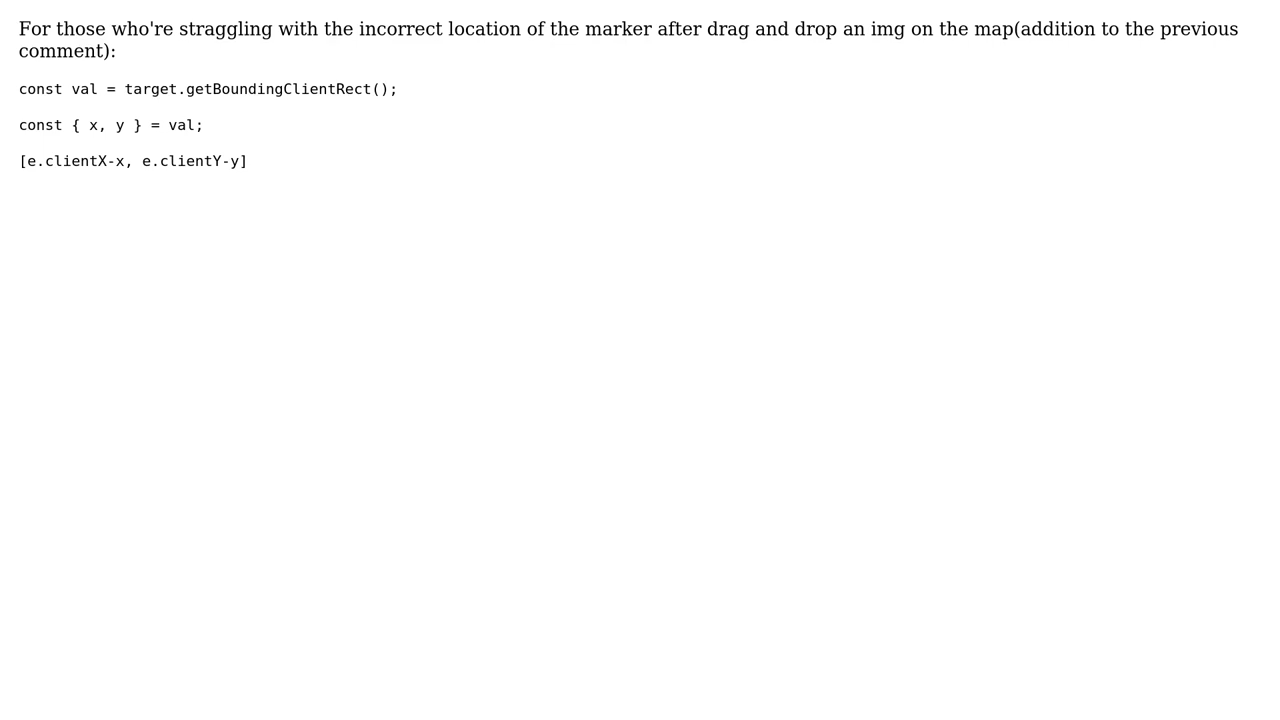 For those who're straggling with the incorrect location of the marker after drag and drop an img on the map(addition to the previous
comment):
const val = target.getBoundingClientRect();
const { x, y } = val;
[e.clientX-x, e.clientY-y]